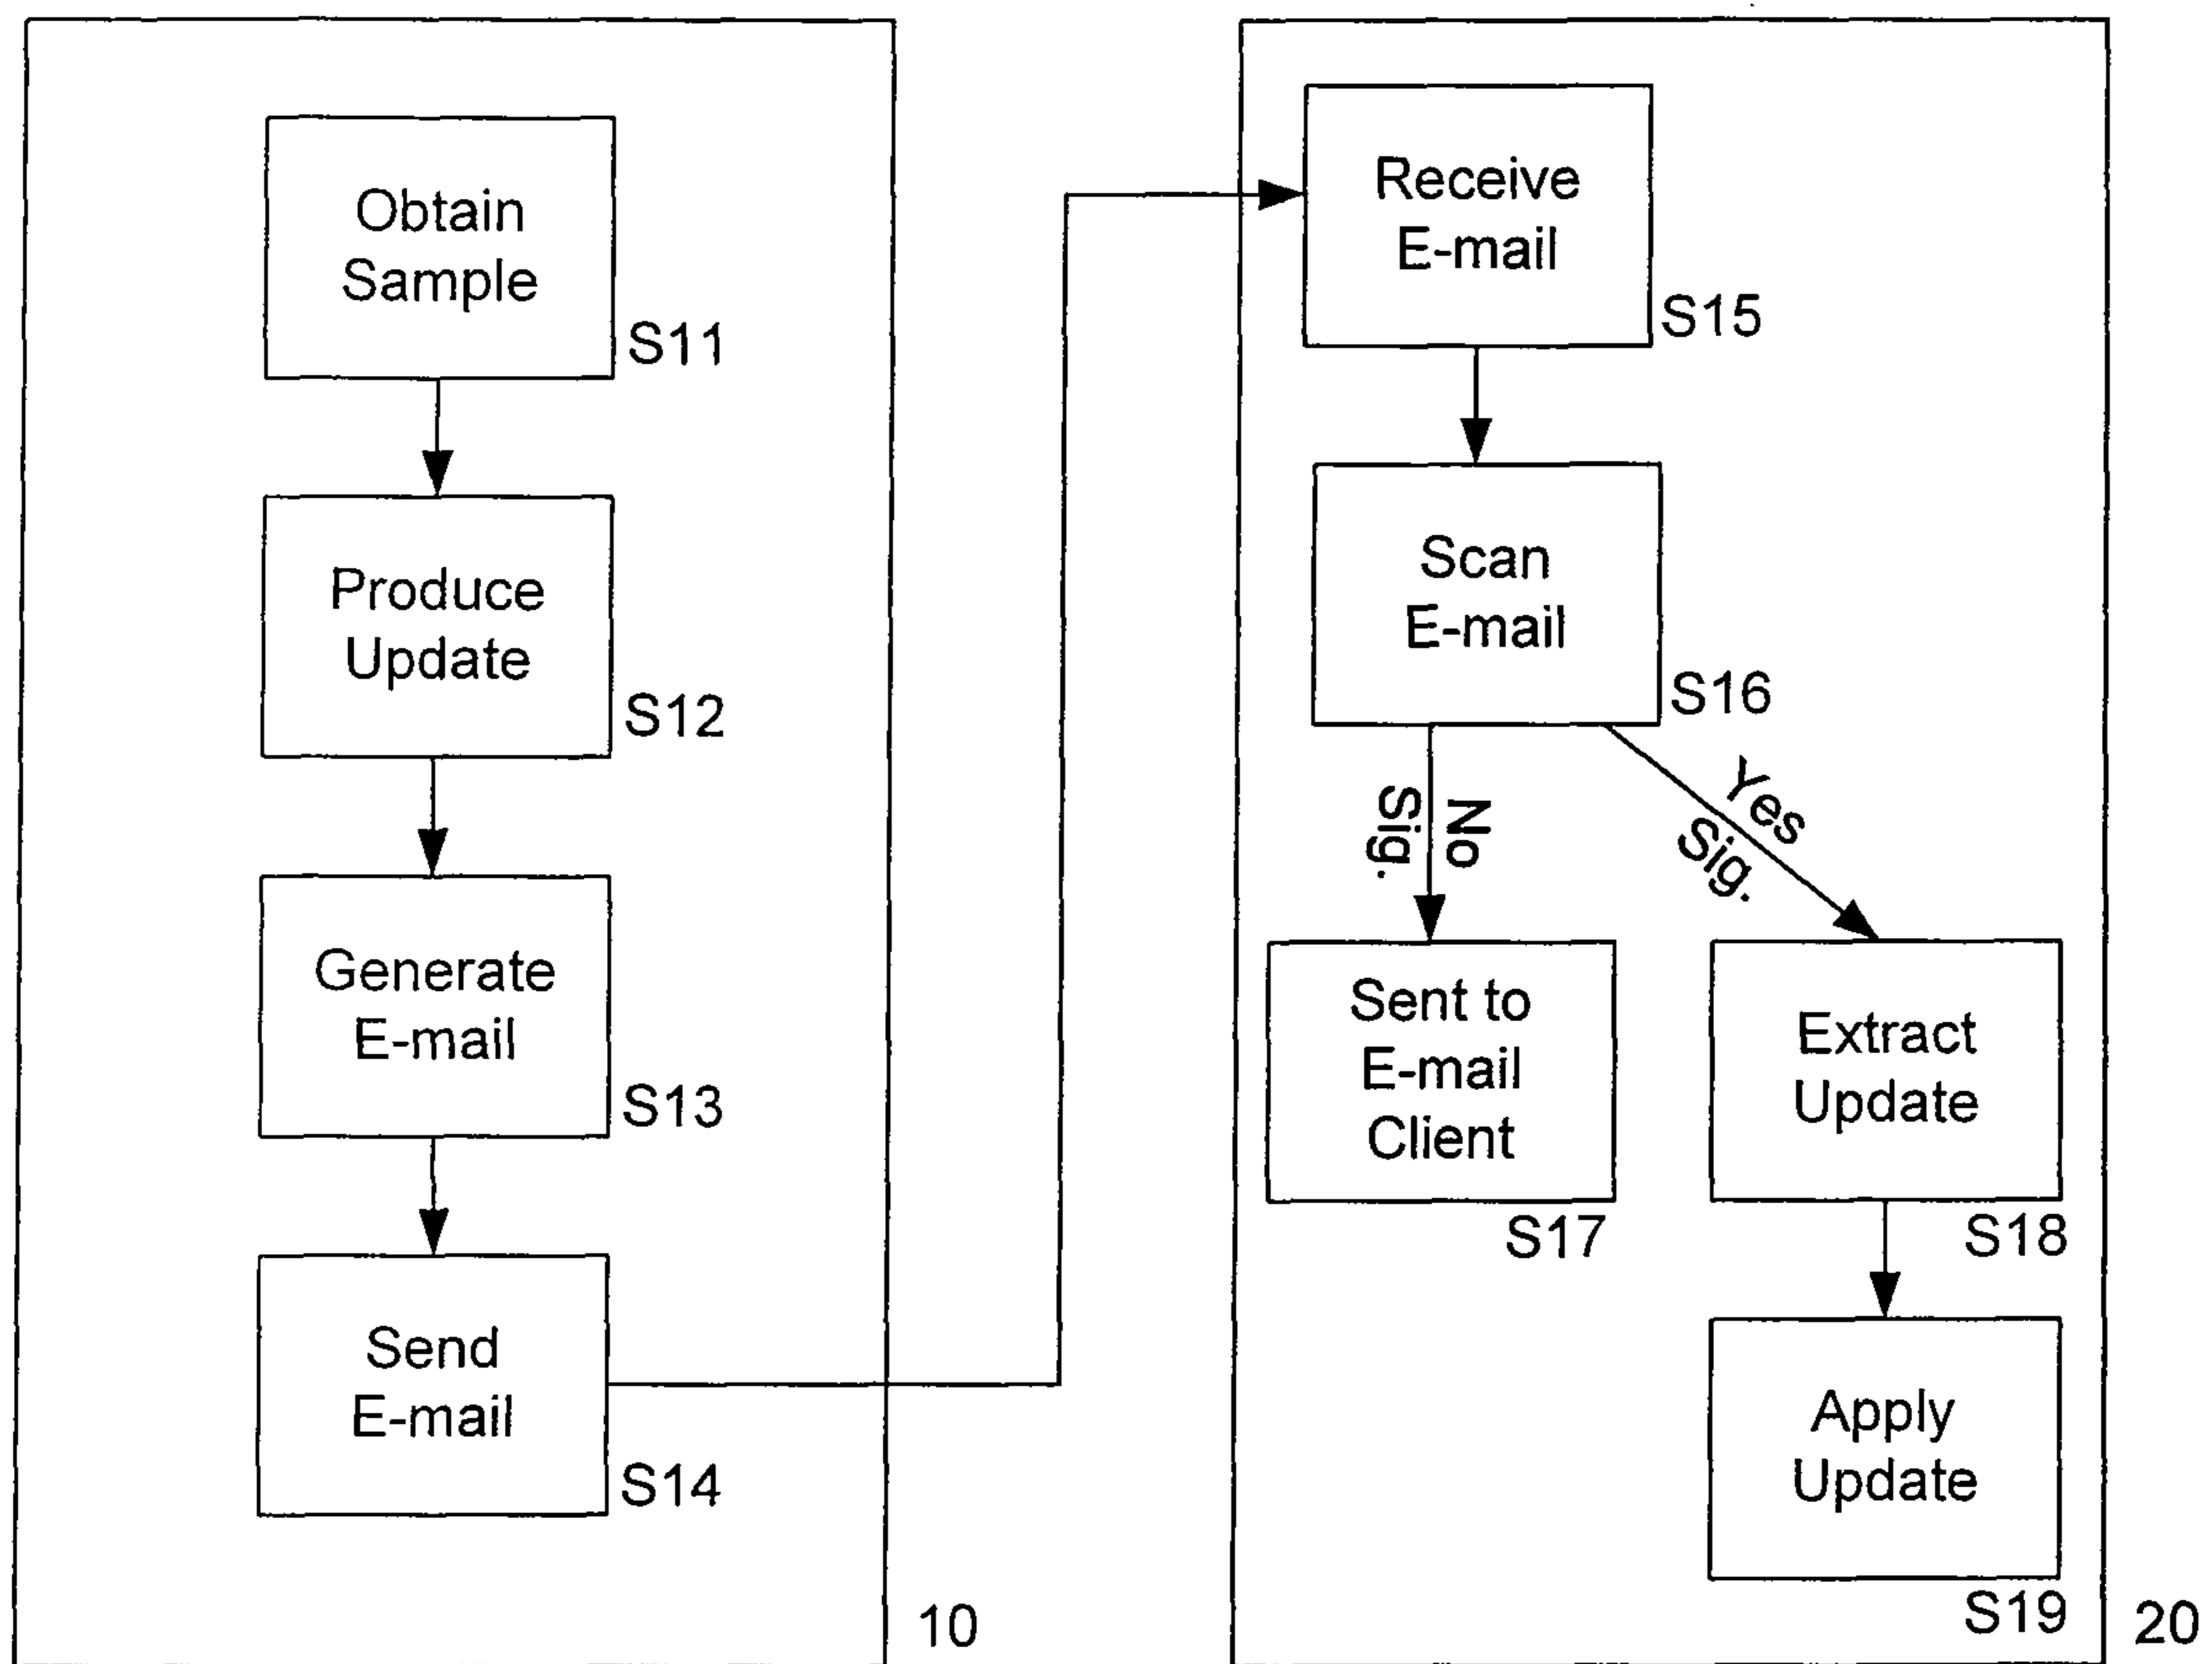 Obtain
Sample
S11
Produce
Update
S12
Generate
E-mail
S13
Send
E-mail
S14
10
Receive
E-mail
S15
Scan
E-mail
S16
No
Sig.
Yes
Sig.
Sent to
E-mail
Client
S17
Extract
Update
S18
Apply
Update
S19
20